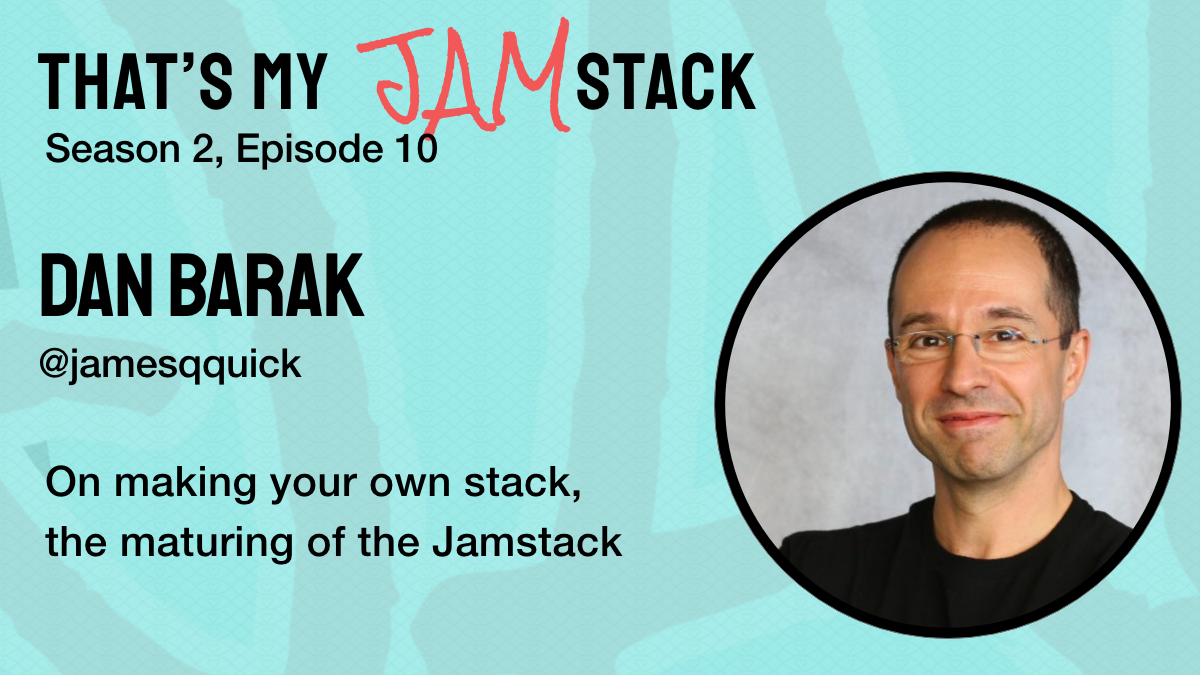 THAT'S MY JAMSTACK
Season 2, Episode 10
DAN BARAK
@jamesqquick
On making your own stack,
the maturing of the Jamstack